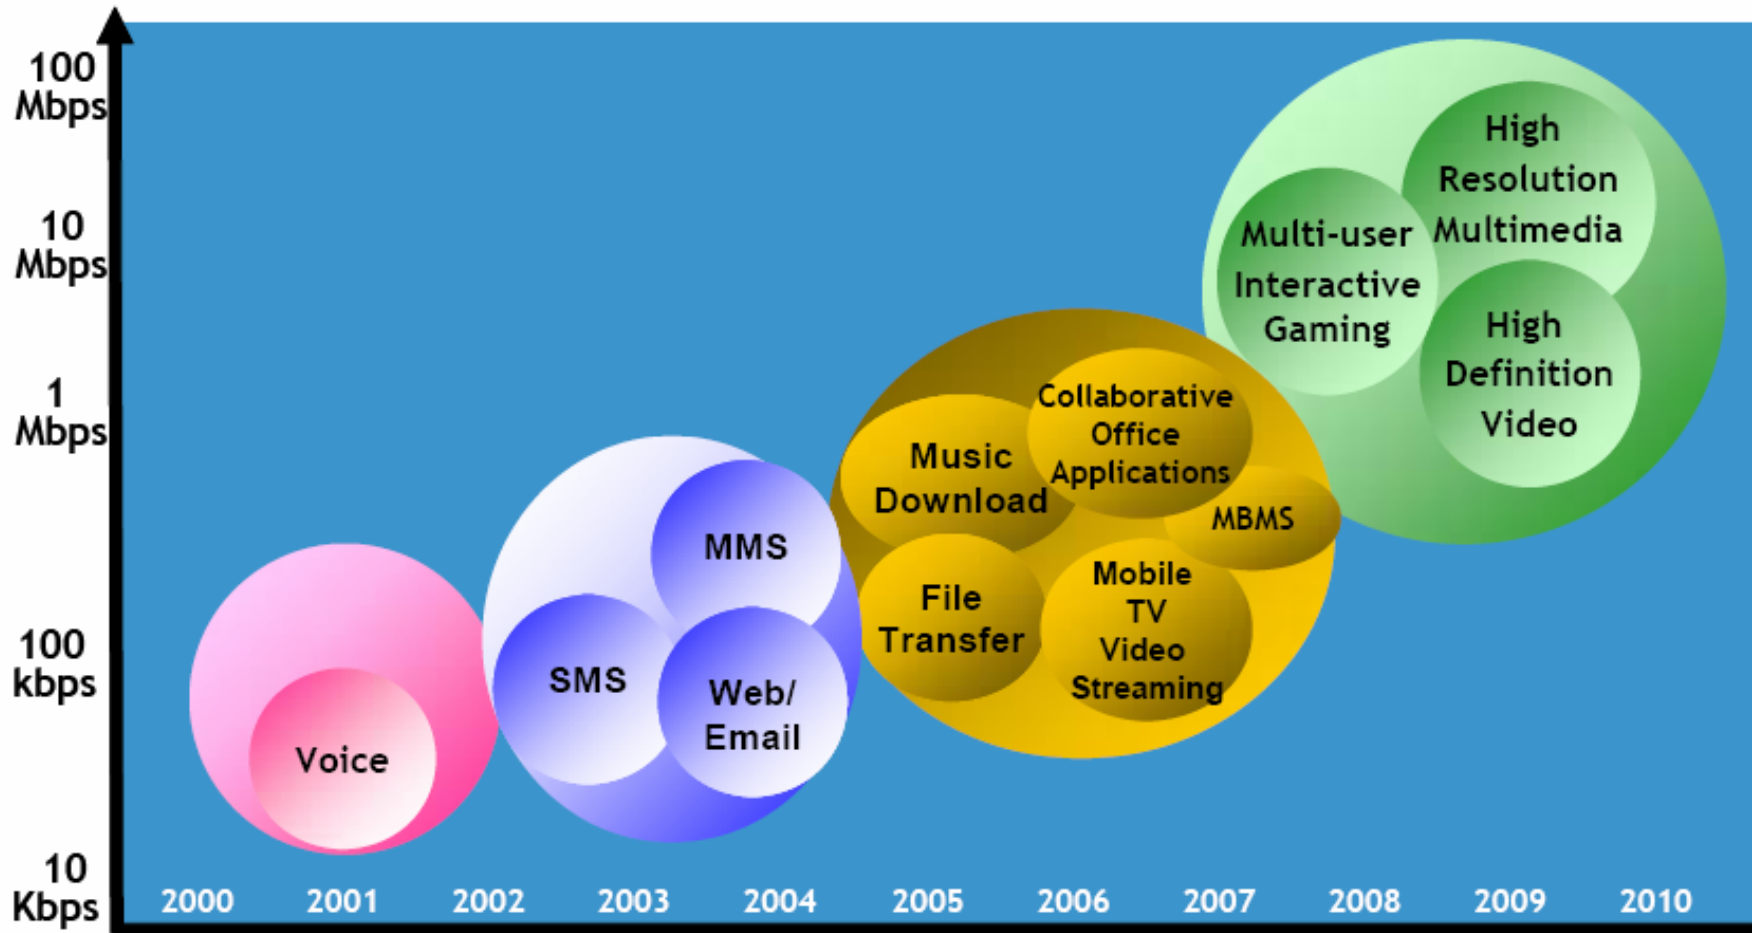 100
Mbps
10
Mbps
1
Mbps
100
kbps
10
Kbps
Voice
SMS
MMS
Web/
Email
Music
Download
File
Transfer
Collaborative
Office
Applications
MBMS
Mobile
TV
Video
Streaming
Multi-user
Interactive
Gaming
High
Resolution
Multimedia
High
Definition
Video
2000 2001 2002 2003 2004 2005 2006 2007 2008 2009 2010